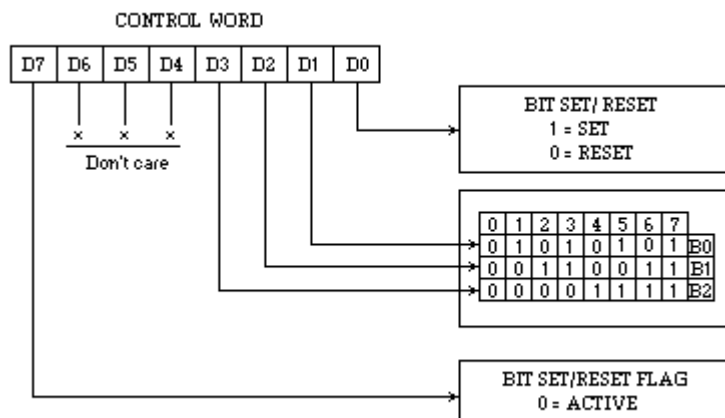 CONTROL WORD
D7 D6 D5 D4 D3 D2 D1 D0
× × ×
Don't care
BIT SET/ RESET
1 = SET
0 = RESET
0 1 2 3 4 5 6 7
0 1 0 1 0 1 0 1 B0
0 0 1 1 0 0 1 1 B1
0 0 0 0 1 1 1 1 B2
BIT SET/RESET FLAG
0 = ACTIVE